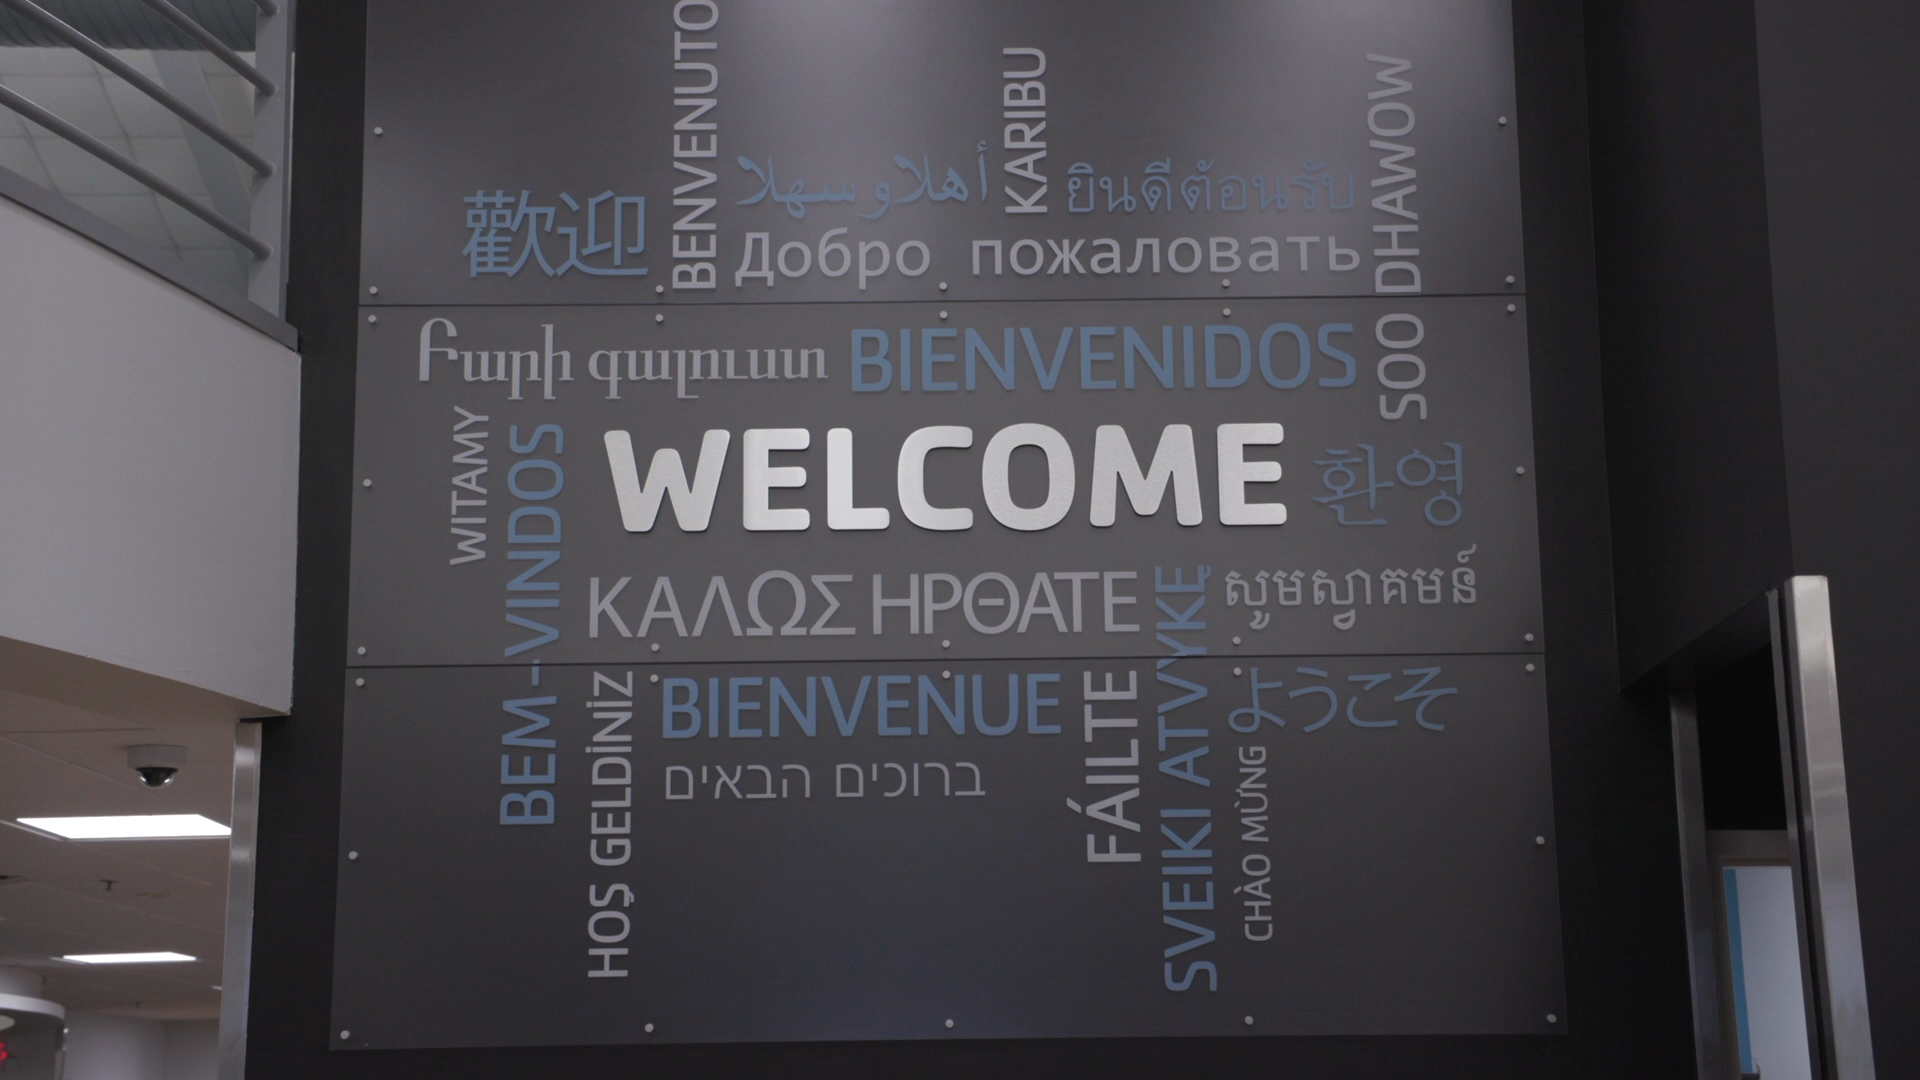 BENVENUTO
KARIBU
SOO DHAWOW
歡迎
أهلا وسهلا
ยินดีต้อนรับ
Добро пожаловать
Բարի գալուստ
BIENVENIDOS
WITAMY
BEM-VINDOS
WELCOME
환영
ΚΑΛΩΣ ΗΡΘΑΤΕ
SVEIKI ATVYKĘ
សូមស្វាគមន៍
HOŞ GELDİNİZ
BIENVENUE
FÁILTE
ようこそ
ברוכים הבאים
CHÀO MỪNG